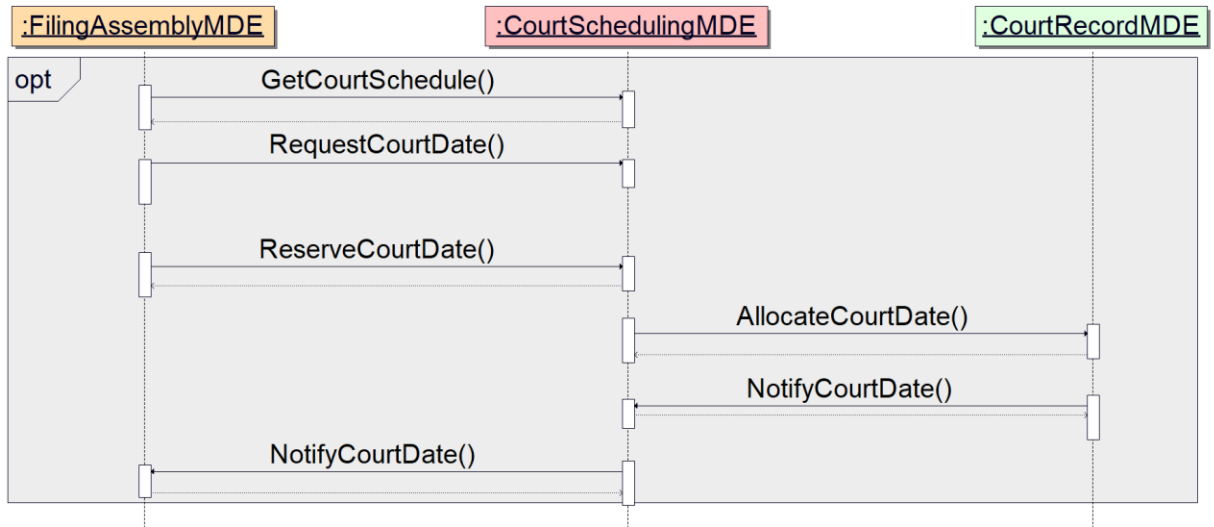 :FilingAssemblyMDE
:CourtSchedulingMDE
:CourtRecordMDE
opt
GetCourtSchedule()
RequestCourtDate()
ReserveCourtDate()
AllocateCourtDate()
NotifyCourtDate()
NotifyCourtDate()